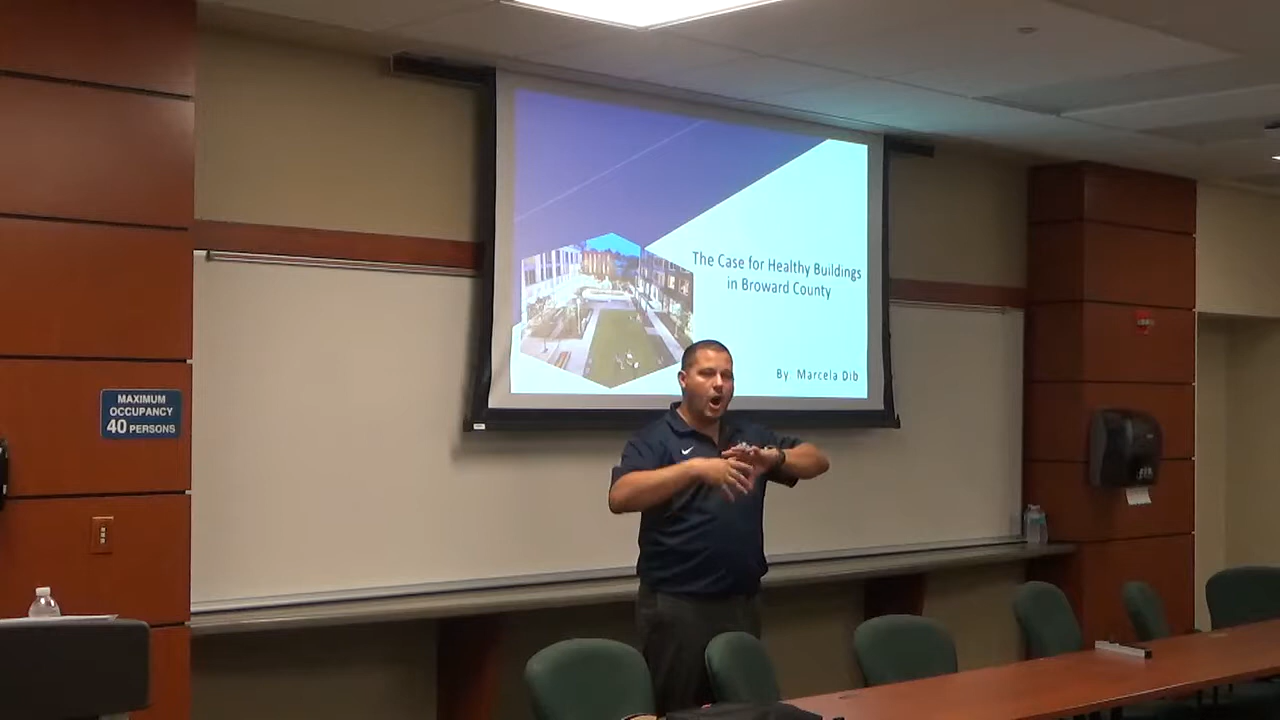 The Case for Healthy Buildings
in Broward County
By: Marcela Dib
MAXIMUM
OCCUPANCY
40 PERSONS